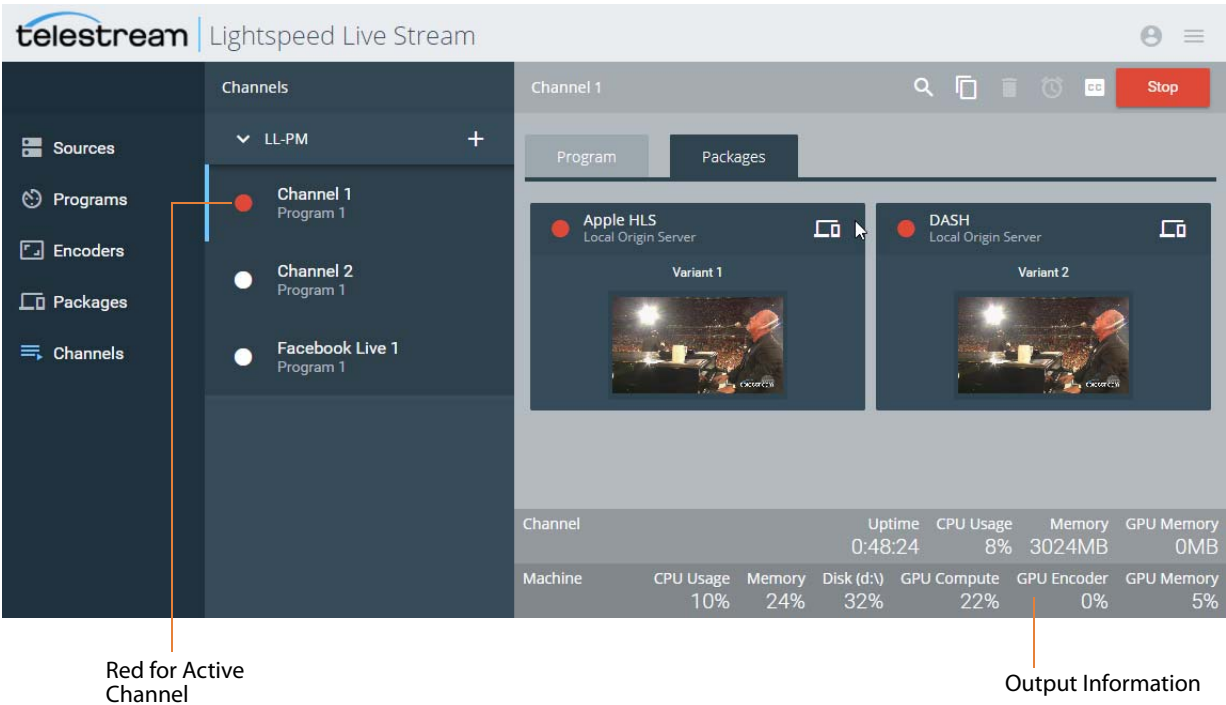 telestream | Lightspeed Live Stream
Channels
Channel 1
CC
Stop
Sources
Programs
Encoders
Packages
Channels
LL-PM
+
Channel 1
Program 1
Channel 2
Program 1
Facebook Live 1
Program 1
Program
Packages
Apple HLS
Local Origin Server
Variant 1
DASH
Local Origin Server
Variant 2
Channel Uptime CPU Usage Memory GPU Memory
0:48:24 8% 3024MB 0MB
Machine CPU Usage Memory Disk (d:\) GPU Compute GPU Encoder GPU Memory
10% 24% 32% 22% 0% 5%
Red for Active
Channel
Output Information